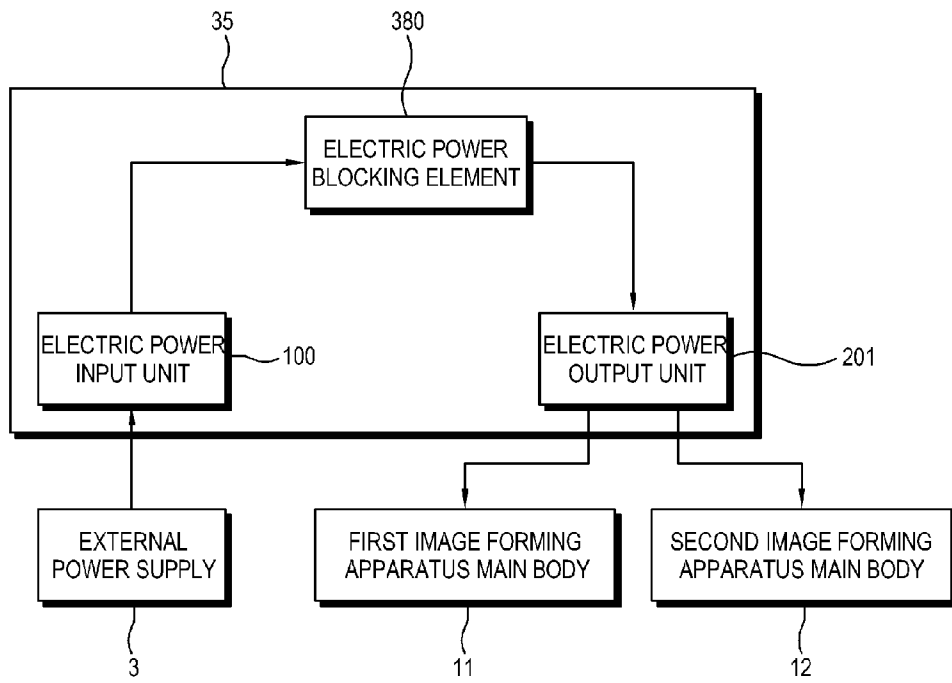 35
380
ELECTRIC POWER
BLOCKING ELEMENT
ELECTRIC POWER
INPUT UNIT
100
ELECTRIC POWER
OUTPUT UNIT
201
EXTERNAL
POWER SUPPLY
FIRST IMAGE FORMING
APPARATUS MAIN BODY
SECOND IMAGE FORMING
APPARATUS MAIN BODY
3
11
12